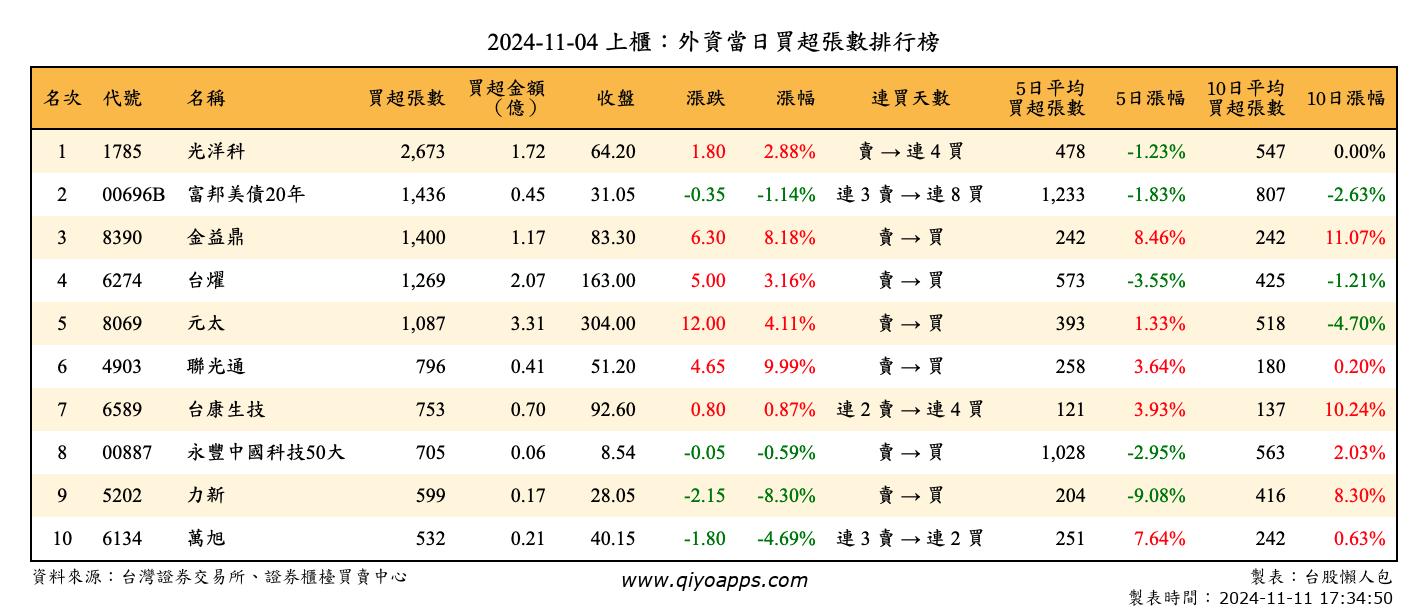 2024-11-04 上櫃：外資當日買超張數排行榜
名次 代號 名稱 買超張數 買超金額（億） 收盤 漲跌 漲幅 連買天數 5日平均買超張數 5日漲幅 10日平均買超張數 10日漲幅
1 1785 光洋科 2,673 1.72 64.20 1.80 2.88% 賣 → 連 4 買 478 -1.23% 547 0.00%
2 00696B 富邦美債20年 1,436 0.45 31.05 -0.35 -1.14% 連 3 賣 → 連 8 買 1,233 -1.83% 807 -2.63%
3 8390 金益鼎 1,400 1.17 83.30 6.30 8.18% 賣 → 買 242 8.46% 242 11.07%
4 6274 台燿 1,269 2.07 163.00 5.00 3.16% 賣 → 買 573 -3.55% 425 -1.21%
5 8069 元太 1,087 3.31 304.00 12.00 4.11% 賣 → 買 393 1.33% 518 -4.70%
6 4903 聯光通 796 0.41 51.20 4.65 9.99% 賣 → 買 258 3.64% 180 0.20%
7 6589 台康生技 753 0.70 92.60 0.80 0.87% 連 2 賣 → 連 4 買 121 3.93% 137 10.24%
8 00887 永豐中國科技50大 705 0.06 8.54 -0.05 -0.59% 賣 → 買 1,028 -2.95% 563 2.03%
9 5202 力新 599 0.17 28.05 -2.15 -8.30% 賣 → 買 204 -9.08% 416 8.30%
10 6134 萬旭 532 0.21 40.15 -1.80 -4.69% 連 3 賣 → 連 2 買 251 7.64% 242 0.63%
資料來源：台灣證券交易所、證券櫃檯買賣中心 www.qiyoapps.com 製表：台股懶人包
製表時間：2024-11-11 17:34:50